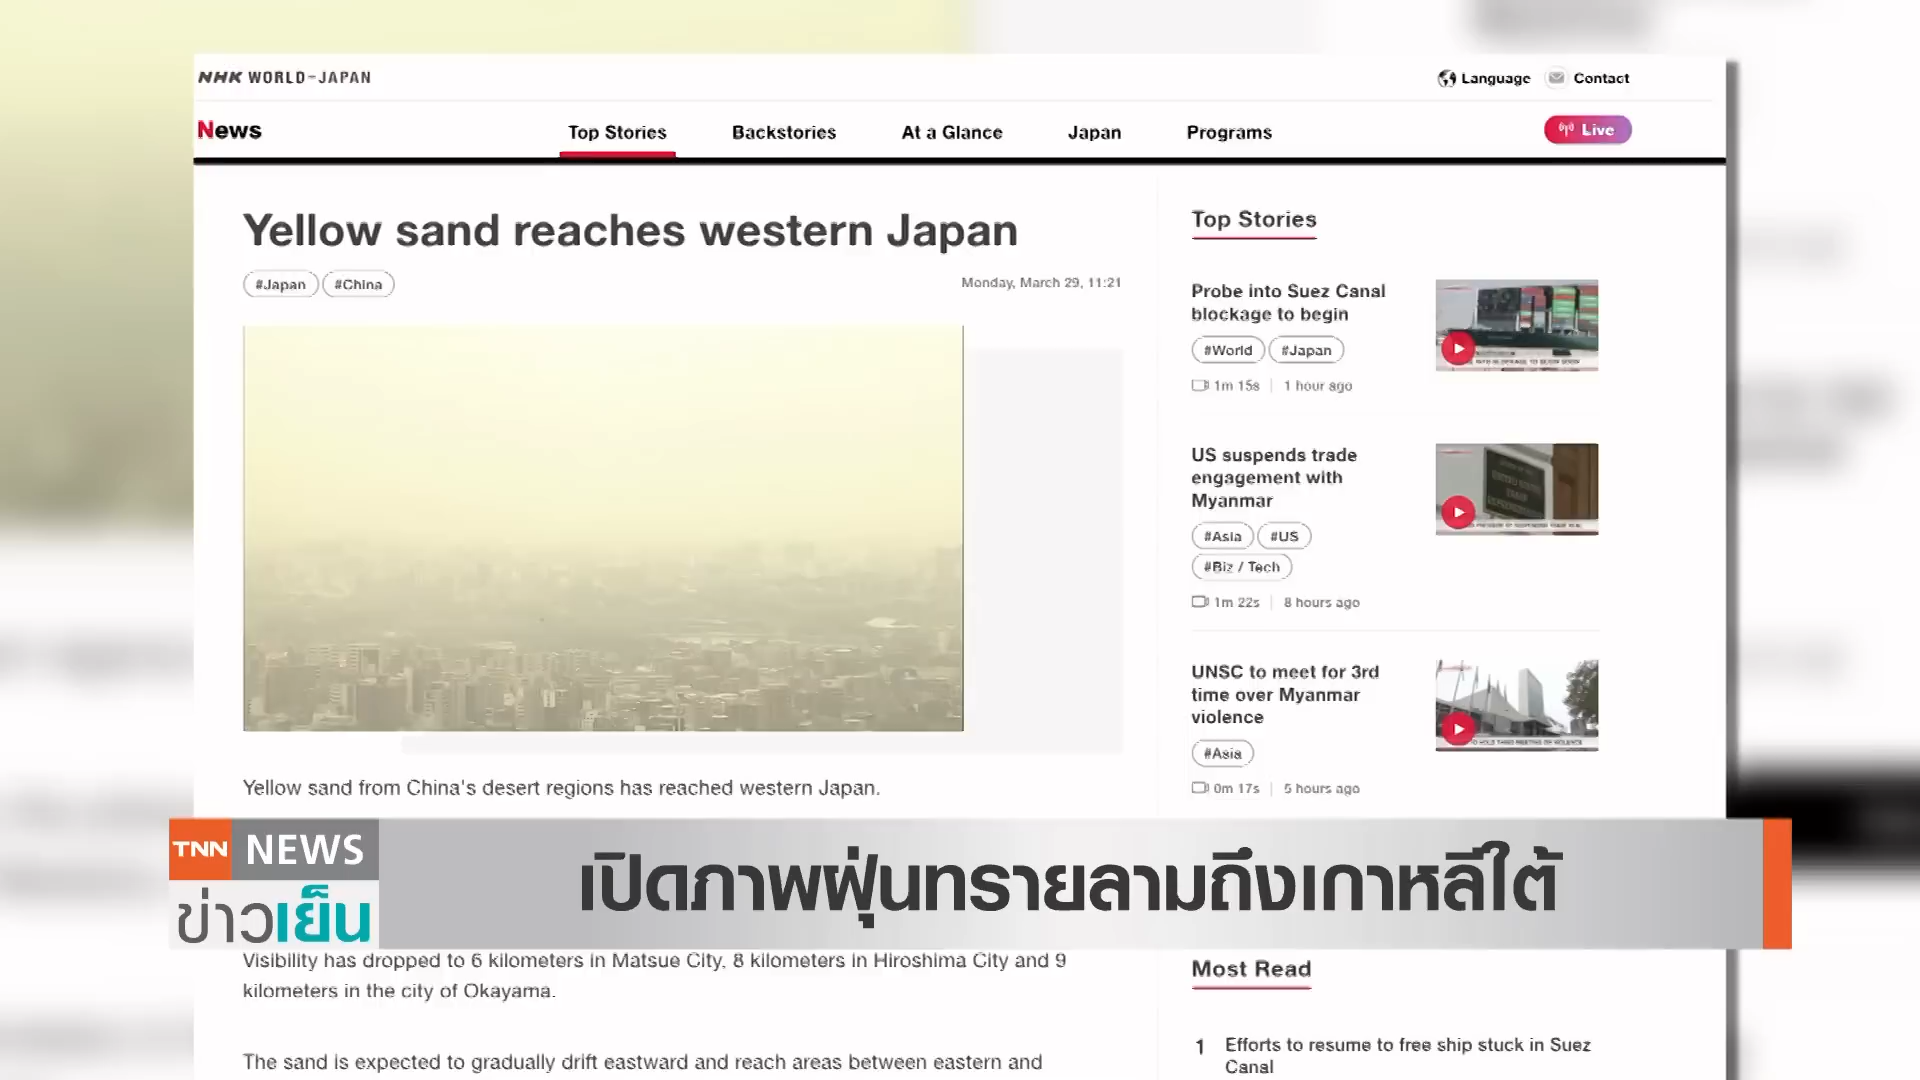 NHK WORLD-JAPAN
Language
Contact
News
Top Stories
Backstories
At a Glance
Japan
Programs
Live
Yellow sand reaches western Japan
#Japan
#China
Monday, March 29, 11:21
Yellow sand from China's desert regions has reached western Japan.
Visibility has dropped to 6 kilometers in Matsue City, 8 kilometers in Hiroshima City and 9
kilometers in the city of Okayama.
The sand is expected to gradually drift eastward and reach areas between eastern and
Top Stories
Probe into Suez Canal
blockage to begin
#World
#Japan
1m 15s
1 hour ago
US suspends trade
engagement with
Myanmar
#Asia
#US
#Biz / Tech
1m 22s
8 hours ago
UNSC to meet for 3rd
time over Myanmar
violence
#Asia
0m 17s
5 hours ago
Most Read
1
Efforts to resume to free ship stuck in Suez
Canal
TNN NEWS
ข่าวเย็น
เปิดภาพฝุ่นทรายลามถึงเกาหลีใต้